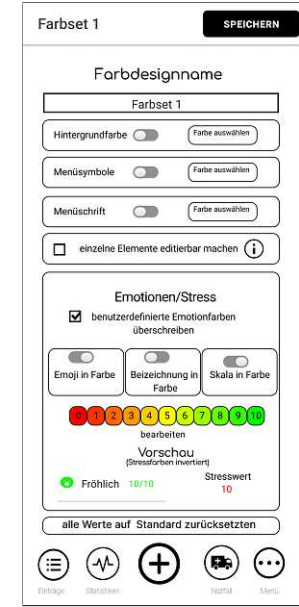 Farbset 1
SPEICHERN
Farbdesignname
Farbset 1
Hintergrundfarbe
Farbe auswählen
Menüsymbole
Farbe auswählen
Menüschrift
Farbe auswählen
einzelne Elemente editierbar machen i
Emotionen/Stress
benutzerdefinierte Emotionfarben
überschreiben
Emoji in Farbe
Beizeichnung in
Farbe
Skala in Farbe
0 1 2 3 4 5 6 7 8 9 10
bearbeiten
Vorschau
(Stressfarben invertiert)
Fröhlich 10/10
Stresswert
10
alle Werte auf Standard zurücksetzten
Einträge Statistiken Notfall Menü